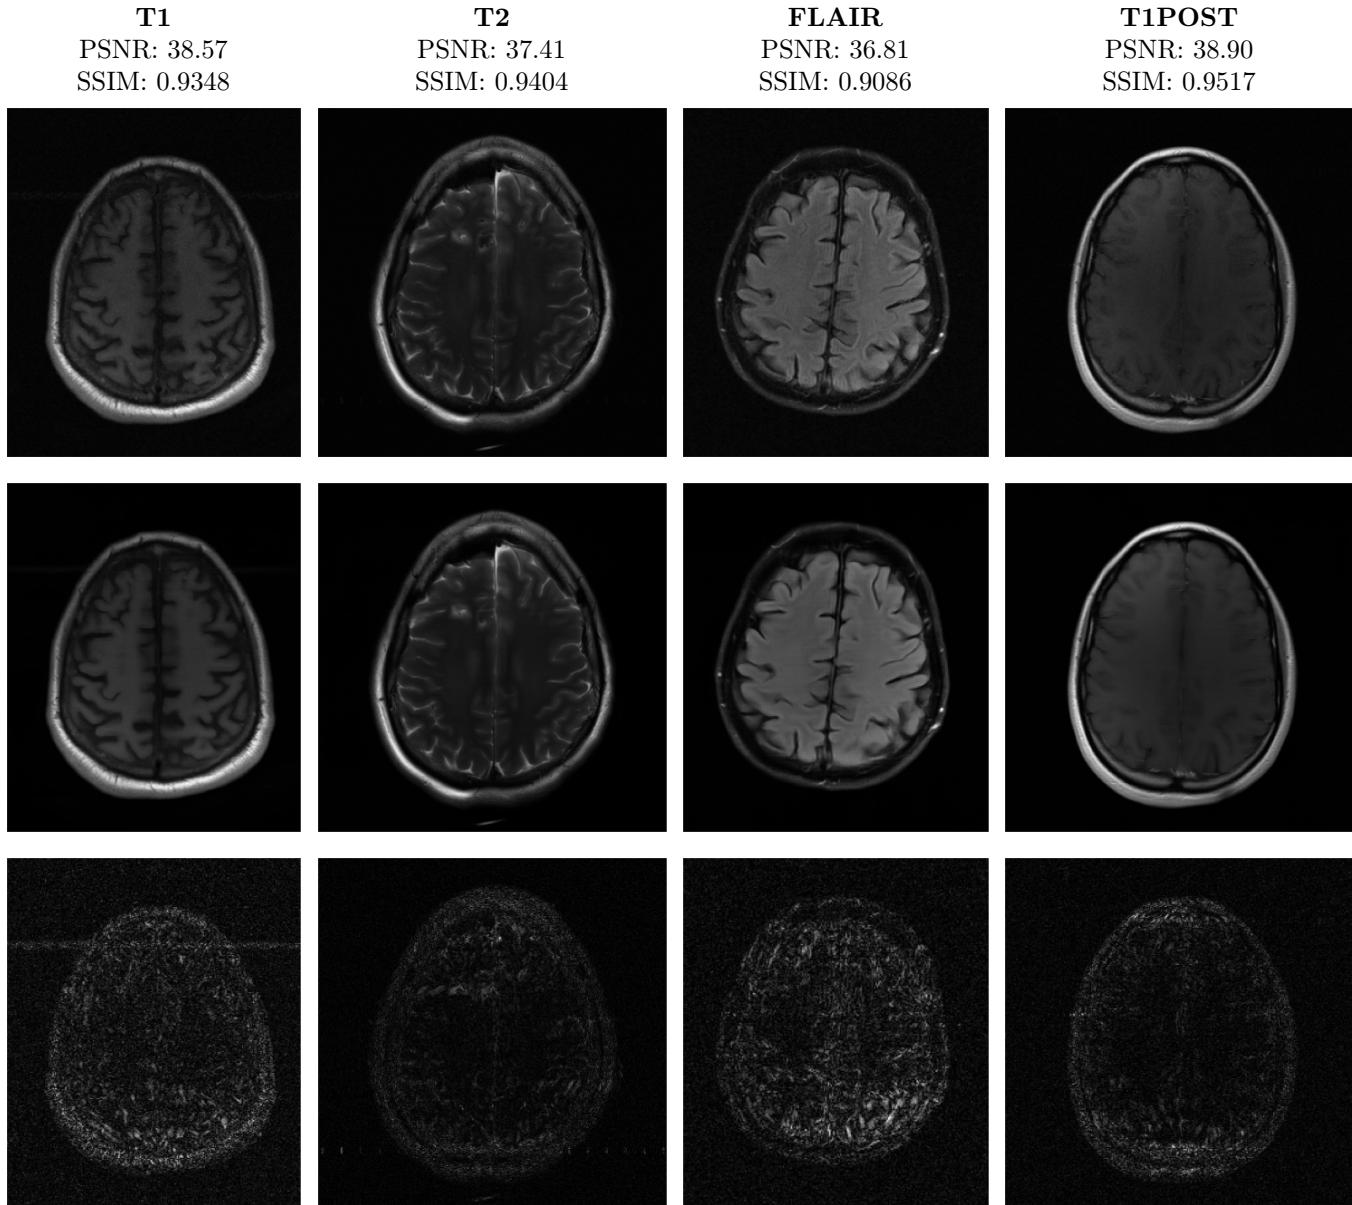 T1
PSNR: 38.57
SSIM: 0.9348
T2
PSNR: 37.41
SSIM: 0.9404
FLAIR
PSNR: 36.81
SSIM: 0.9086
T1POST
PSNR: 38.90
SSIM: 0.9517